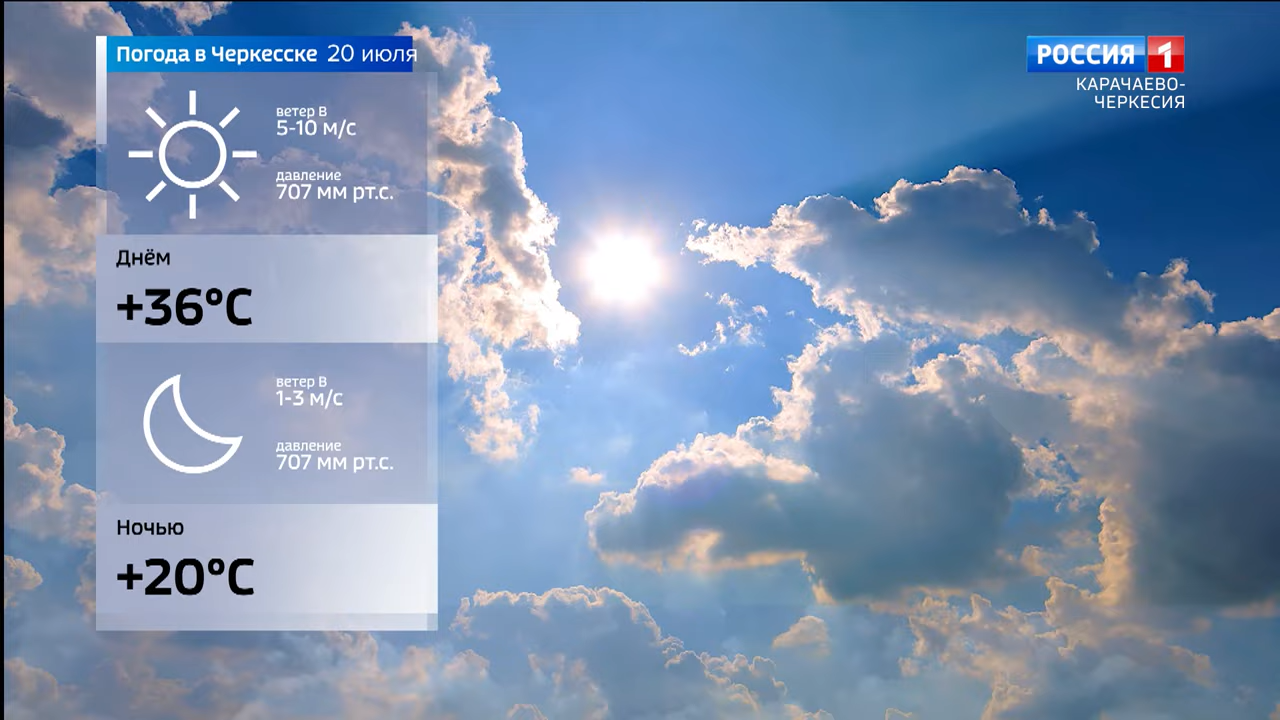 Погода в Черкесске 20 июля
РОССИЯ 1
КАРАЧАЕВО-
ЧЕРКЕСИЯ
ветер В
5-10 м/с
давление
707 мм рт.с.
Днём
+36°C
ветер В
1-3 м/с
давление
707 мм рт.с.
Ночью
+20°C